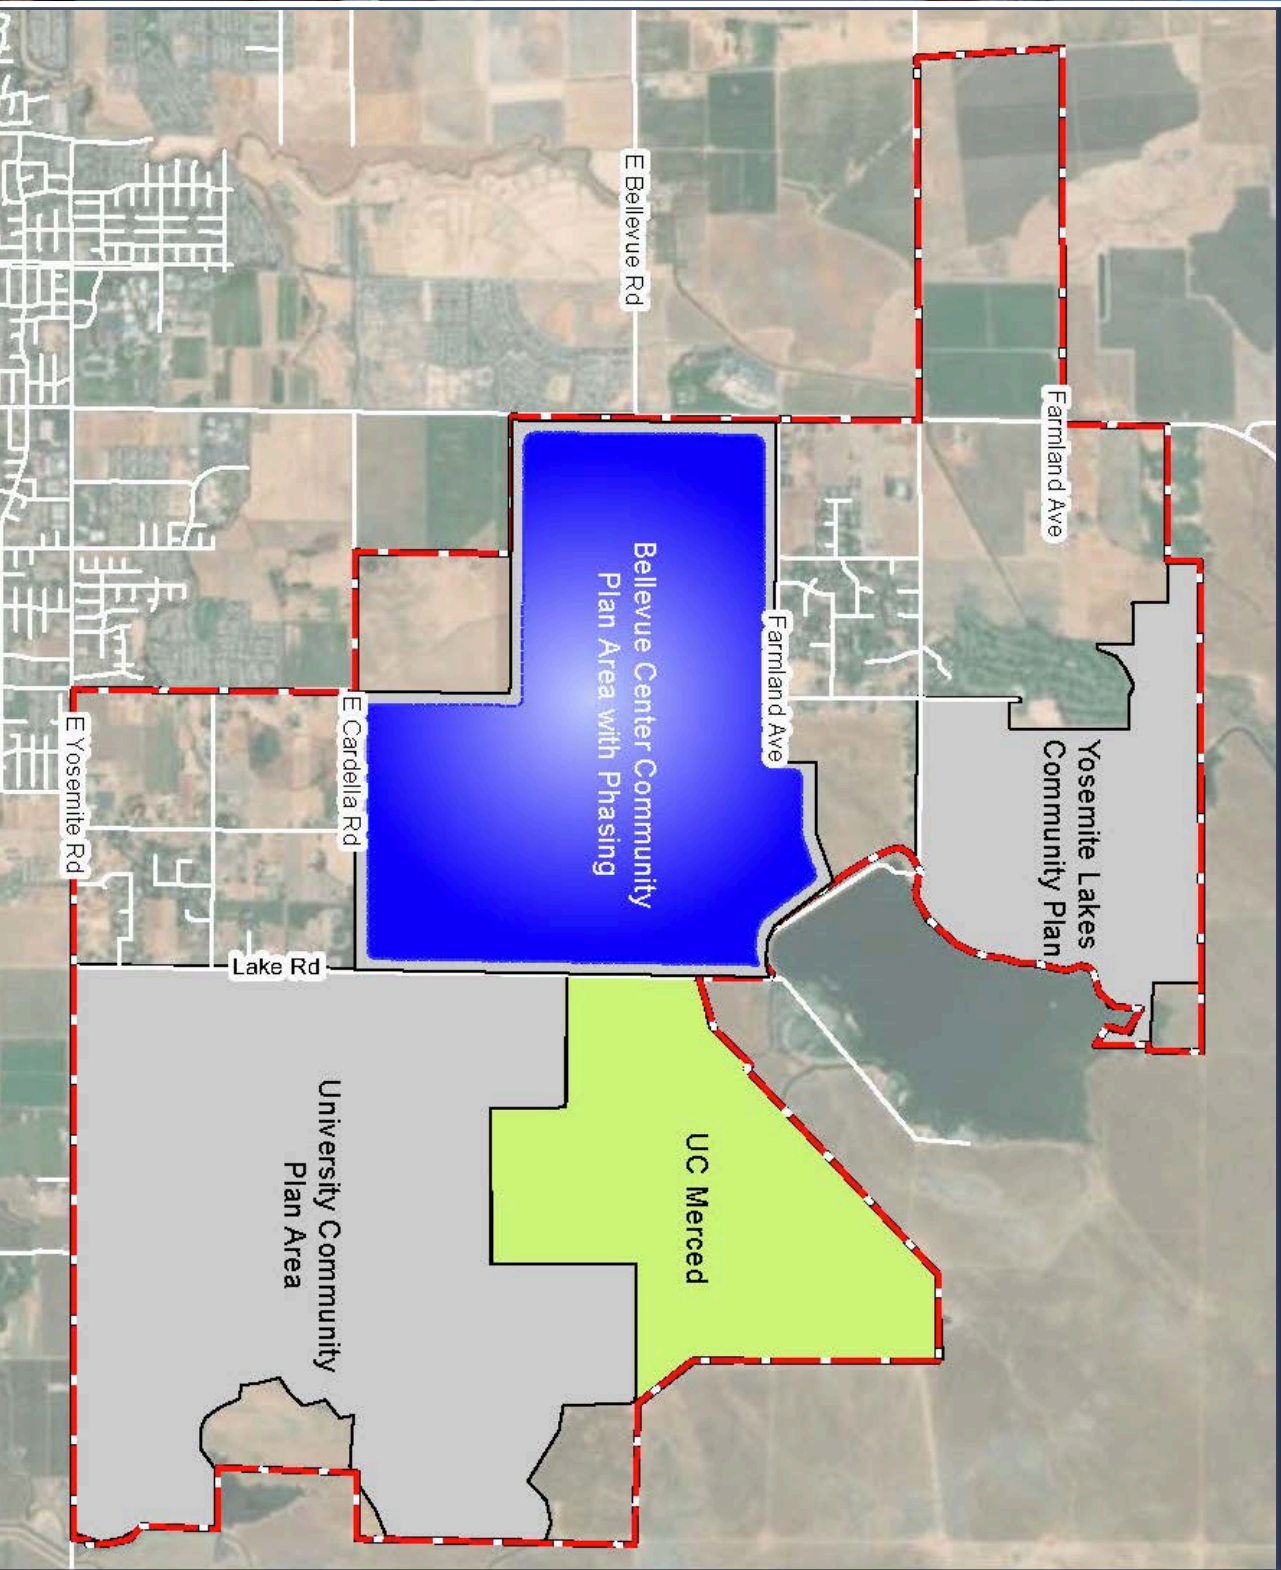 Farmland Ave
Yosemite Lakes
Community Plan
Farmland Ave
E Bellevue Rd
Bellevue Center Community
Plan Area with Phasing
UC Merced
E Cardella Rd
Lake Rd
University Community
Plan Area
E Yosemite Rd